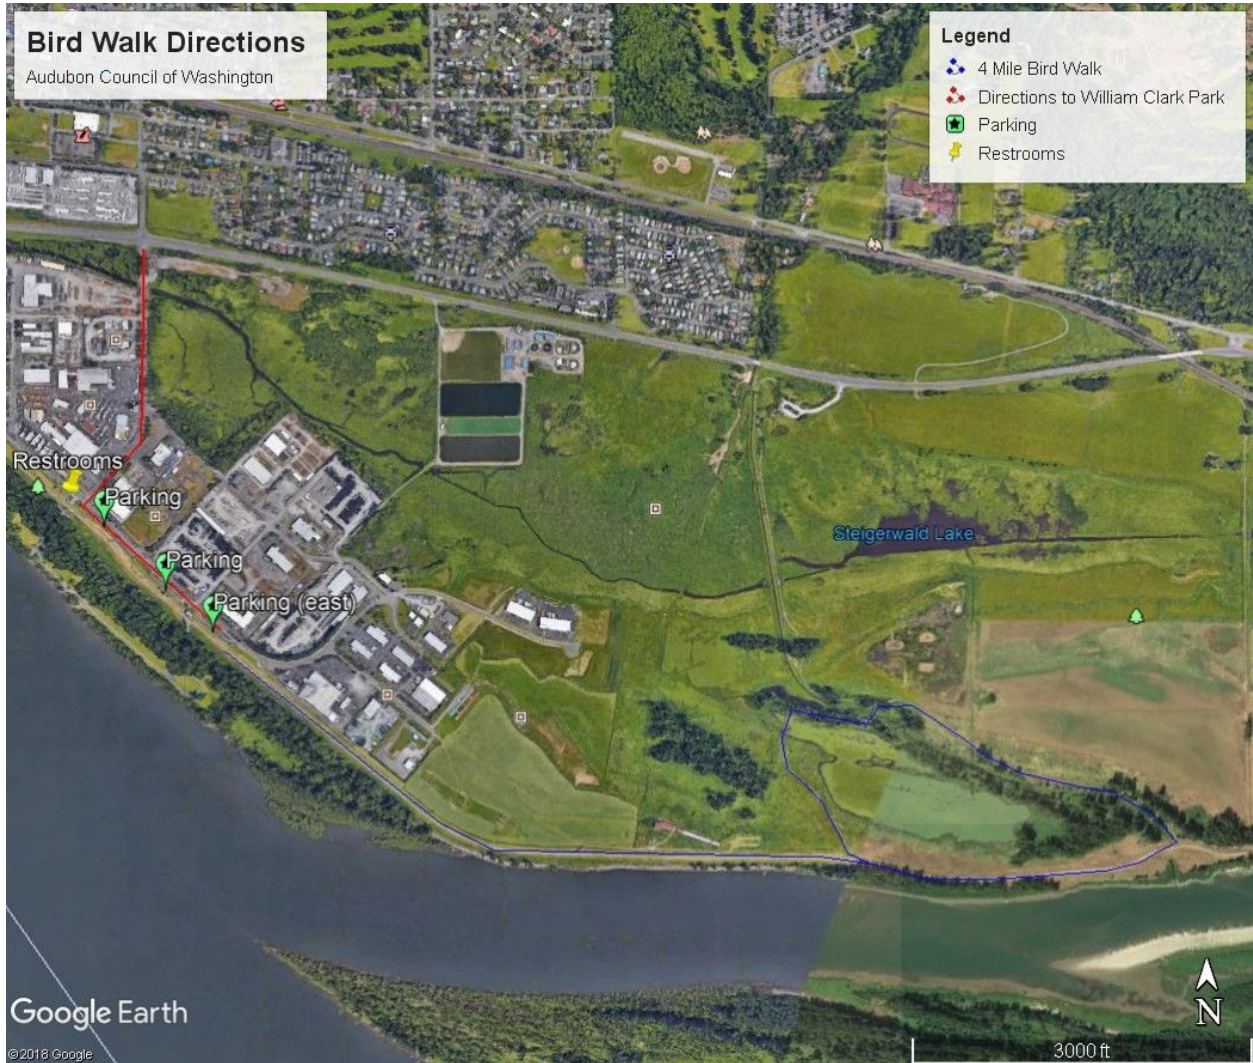 Bird Walk Directions
Audubon Council of Washington
Legend
4 Mile Bird Walk
Directions to William Clark Park
Parking
Restrooms
Restrooms
Parking
Parking
Parking (east)
Steigerwald Lake
Google Earth
©2018 Google
N
3000 ft